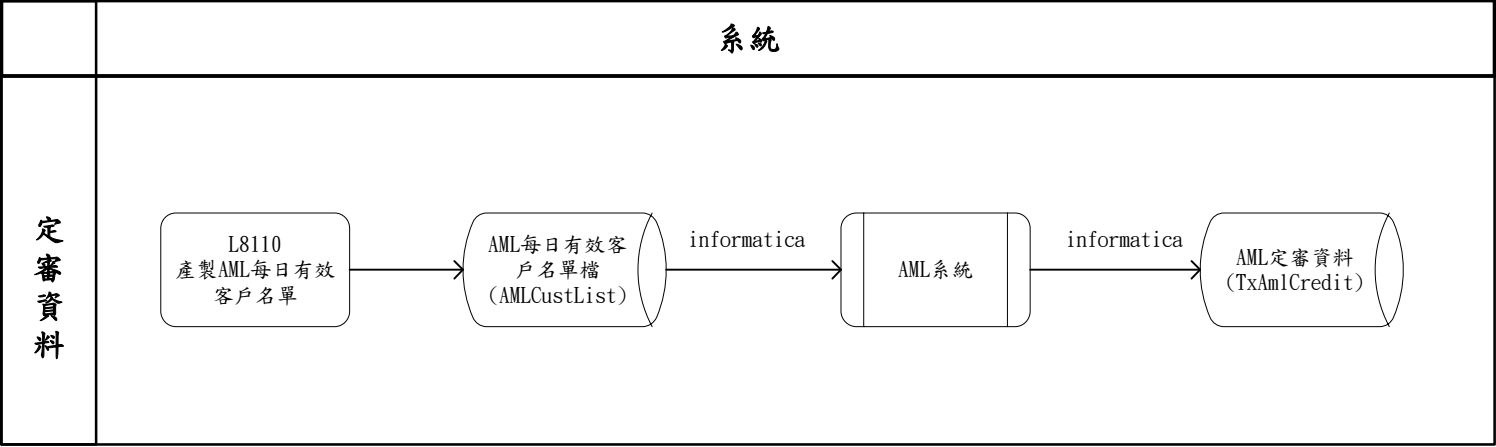 系統
定
審
資
料
L8110
產製AML每日有效
客戶名單
AML每日有效客
戶名單檔
(AMLCustList)
informatica
AML系統
informatica
AML定審資料
(TxAmlCredit)